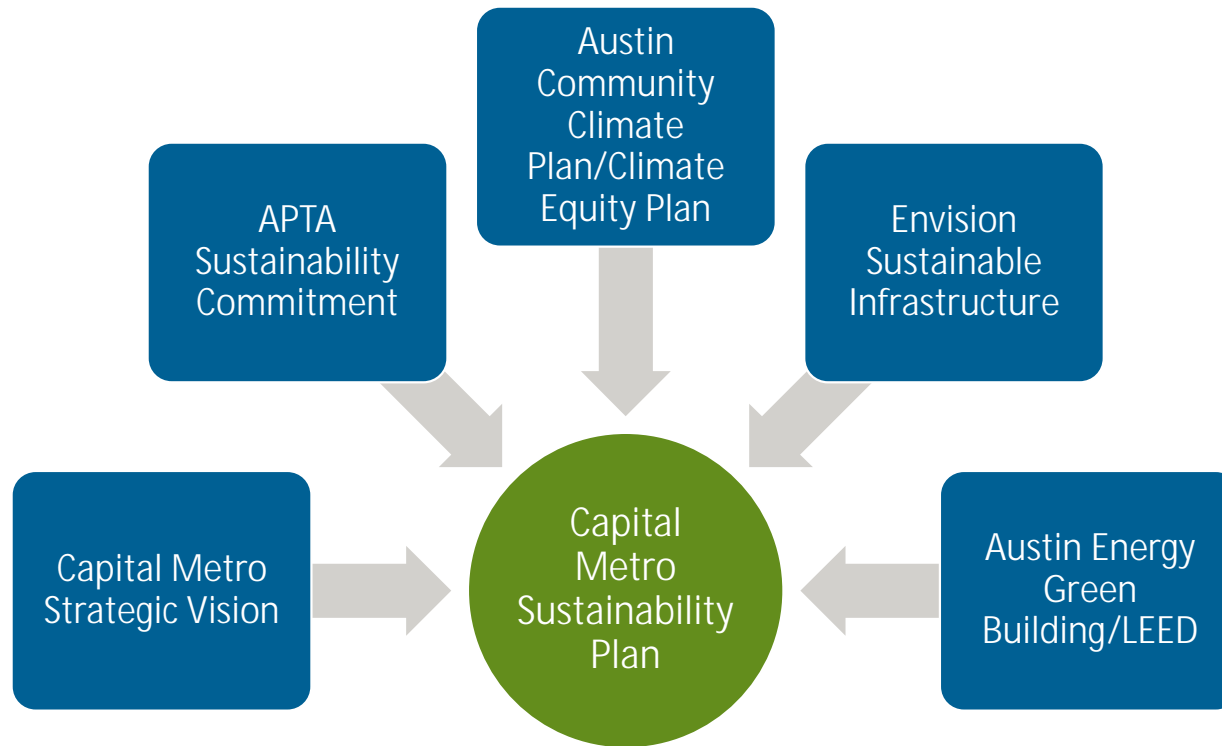 Austin
Community
Climate
Plan/Climate
Equity Plan
APTA
Sustainability
Commitment
Envision
Sustainable
Infrastructure
Capital Metro
Strategic Vision
Capital
Metro
Sustainability
Plan
Austin Energy
Green
Building/LEED